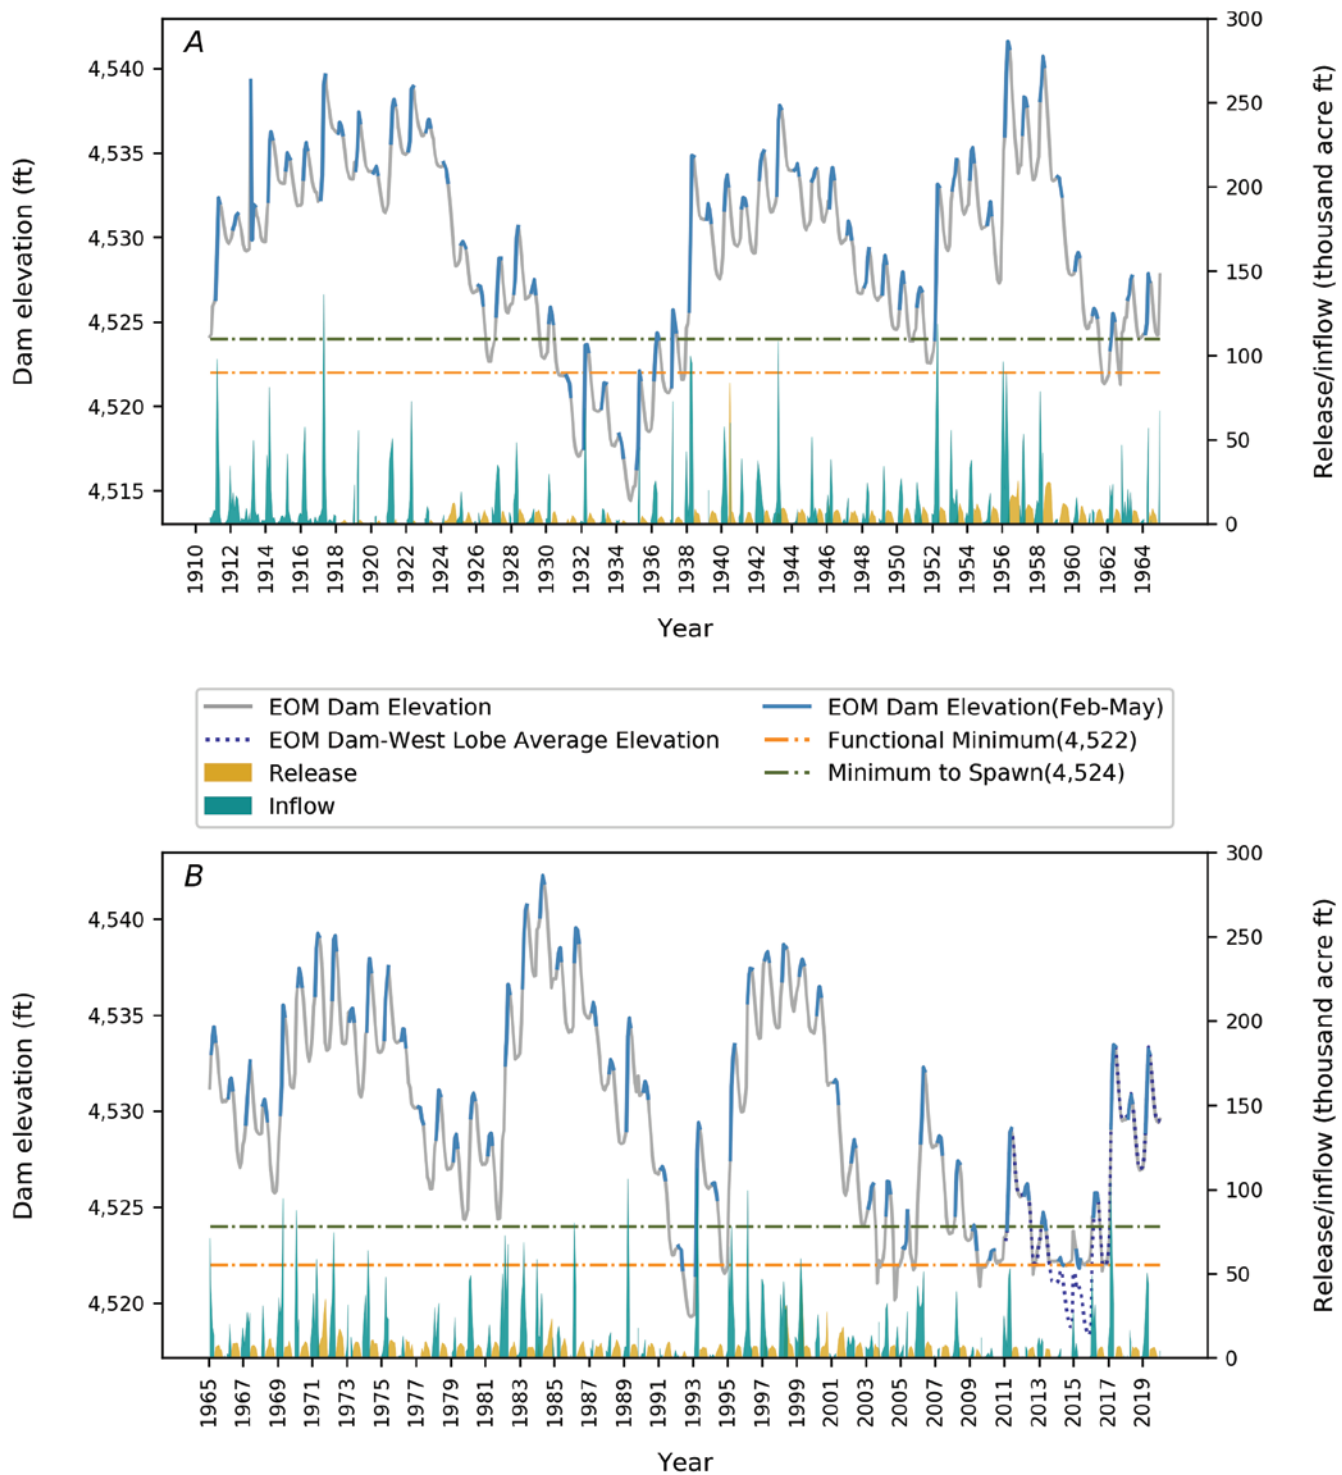 A
4,540
4,535
4,530
4,525
4,520
4,515
Dam elevation (ft)
300
250
200
150
100
50
0
Release/inflow (thousand acre ft)
1910 1912 1914 1916 1918 1920 1922 1924 1926 1928 1930 1932 1934 1936 1938 1940 1942 1944 1946 1948 1950 1952 1954 1956 1958 1960 1962 1964
Year
EOM Dam Elevation
EOM Dam-West Lobe Average Elevation
Release
Inflow
EOM Dam Elevation(Feb-May)
Functional Minimum(4,522)
Minimum to Spawn(4,524)
B
4,540
4,535
4,530
4,525
4,520
Dam elevation (ft)
300
250
200
150
100
50
0
Release/inflow (thousand acre ft)
1965 1967 1969 1971 1973 1975 1977 1979 1981 1983 1985 1987 1989 1991 1993 1995 1997 1999 2001 2003 2005 2007 2009 2011 2013 2015 2017 2019
Year